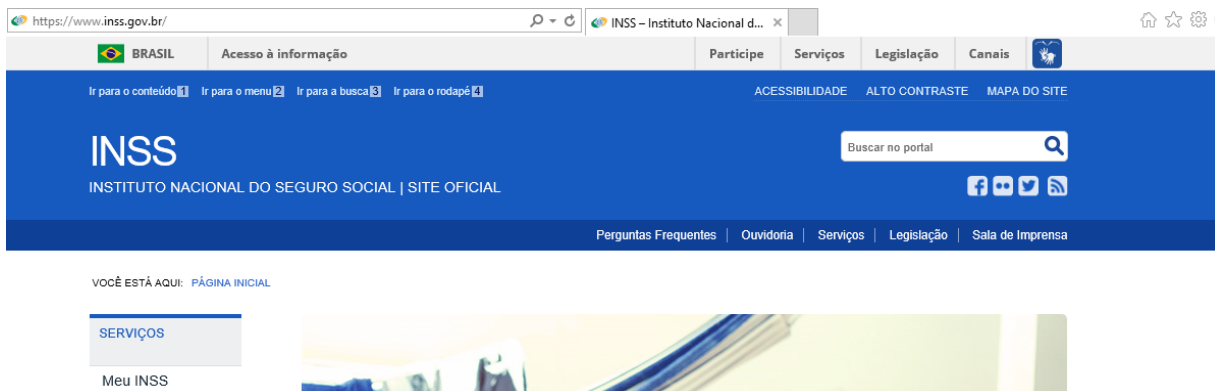 https://www.inss.gov.br/ INSS – Instituto Nacional d...
BRASIL Acesso à informação Participe Serviços Legislação Canais
Ir para o conteúdo 1 Ir para o menu 2 Ir para a busca 3 Ir para o rodapé 4 ACESSIBILIDADE ALTO CONTRASTE MAPA DO SITE
INSS
Buscar no portal
INSTITUTO NACIONAL DO SEGURO SOCIAL | SITE OFICIAL
Perguntas Frequentes | Ouvidoria | Serviços | Legislação | Sala de Imprensa
VOCÊ ESTÁ AQUI: PÁGINA INICIAL
SERVIÇOS
Meu INSS